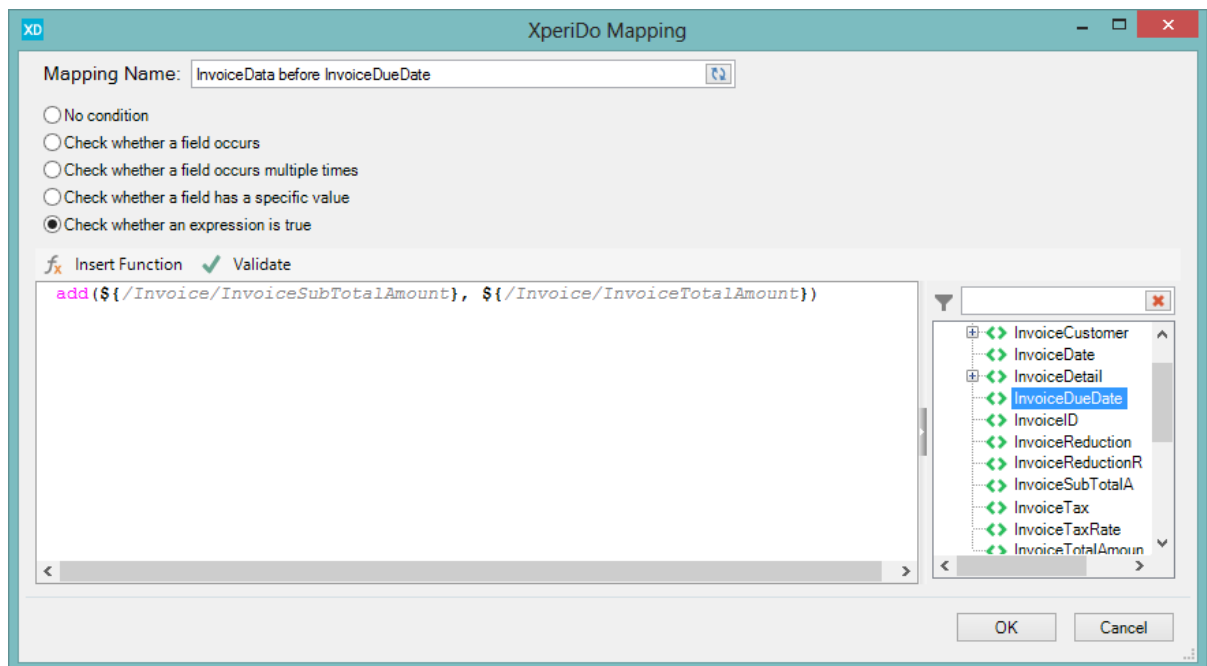 XD XperiDo Mapping
Mapping Name: InvoiceData before InvoiceDueDate
No condition
Check whether a field occurs
Check whether a field occurs multiple times
Check whether a field has a specific value
Check whether an expression is true
fx Insert Function Validate
add(${/Invoice/InvoiceSubTotalAmount}, ${/Invoice/InvoiceTotalAmount})
InvoiceCustomer
InvoiceDate
InvoiceDetail
InvoiceDueDate
InvoiceID
InvoiceReduction
InvoiceReductionR
InvoiceSubTotalA
InvoiceTax
InvoiceTaxRate
InvoiceTotalAmoun
OK Cancel